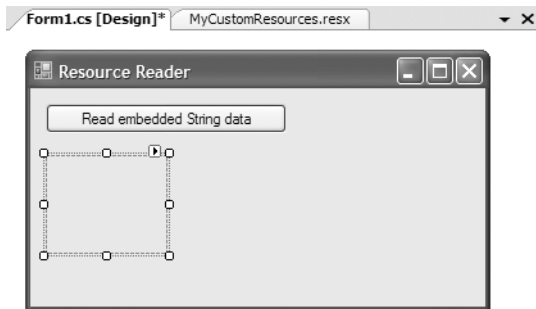 Form1.cs [Design]* MyCustomResources.resx
Resource Reader
Read embedded String data